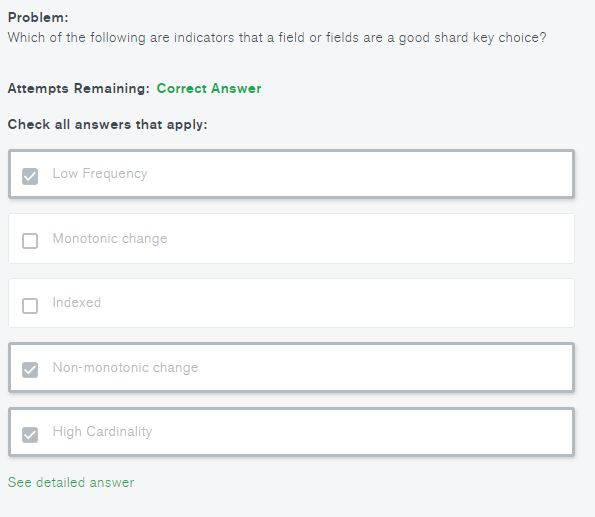 Problem:
Which of the following are indicators that a field or fields are a good shard key choice?
Attempts Remaining: Correct Answer
Check all answers that apply:
Low Frequency
Monotonic change
Indexed
Non-monotonic change
High Cardinality
See detailed answer